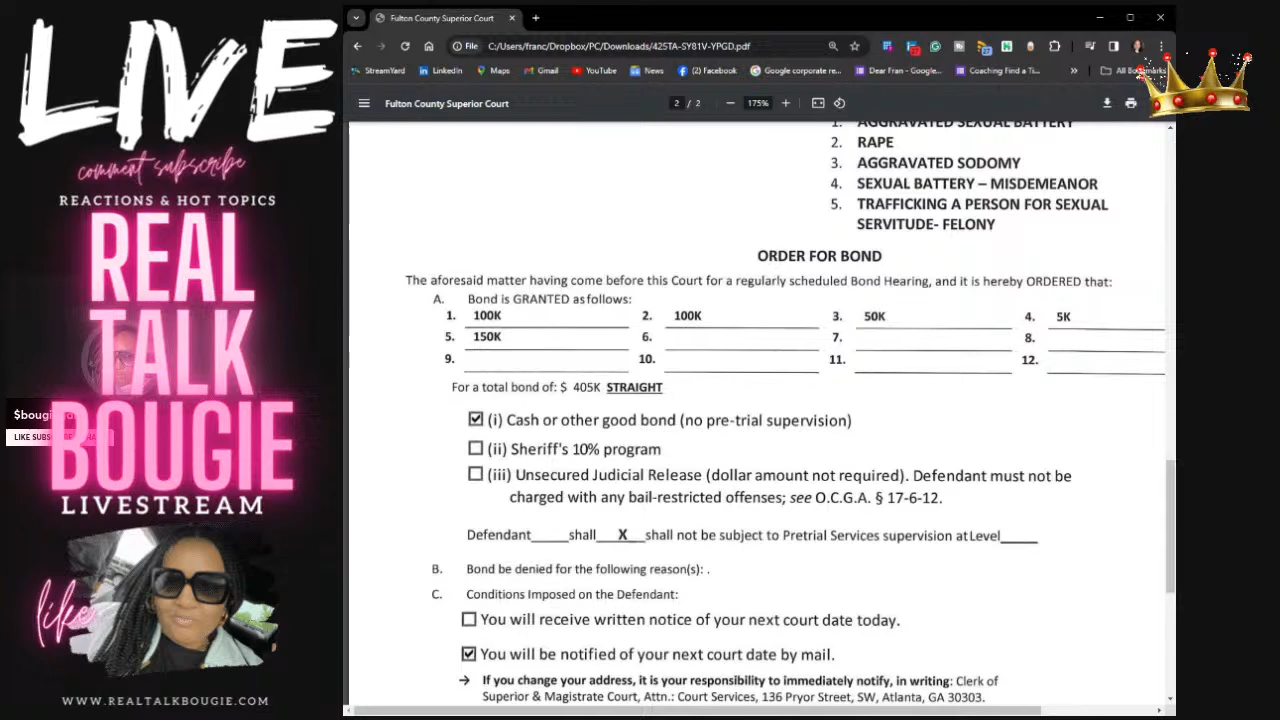 LIVE
comment subscribe
REACTIONS & HOT TOPICS
REAL
TALK
BOUGIE
LIKE SUBS
LIVESTREAM
like
WWW.REALTALKBOUGIE.COM
Fulton County Superior Court
File C:/Users/franc/Dropbox/PC/Downloads/425TA-SY81V-YPGD.pdf
StreamYard LinkedIn Maps Gmail YouTube News (2) Facebook Google corporate re... Dear Fran - Google... Coaching Find a Ti... » All Bookmarks
Fulton County Superior Court 2 / 2 — 175% +
1. AGGRAVATED SEXUAL BATTERY
2. RAPE
3. AGGRAVATED SODOMY
4. SEXUAL BATTERY – MISDEMEANOR
5. TRAFFICKING A PERSON FOR SEXUAL
SERVITUDE- FELONY
ORDER FOR BOND
The aforesaid matter having come before this Court for a regularly scheduled Bond Hearing, and it is hereby ORDERED that:
A. Bond is GRANTED as follows:
1. 100K 2. 100K 3. 50K 4. 5K
5. 150K 6. 7. 8.
9. 10. 11. 12.
For a total bond of: $ 405K STRAIGHT
(i) Cash or other good bond (no pre-trial supervision)
(ii) Sheriff's 10% program
(iii) Unsecured Judicial Release (dollar amount not required). Defendant must not be
charged with any bail-restricted offenses; see O.C.G.A. § 17-6-12.
Defendant_____shall__X__shall not be subject to Pretrial Services supervision at Level____
B. Bond be denied for the following reason(s): .
C. Conditions Imposed on the Defendant:
You will receive written notice of your next court date today.
You will be notified of your next court date by mail.
→ If you change your address, it is your responsibility to immediately notify, in writing: Clerk of
Superior & Magistrate Court, Attn.: Court Services, 136 Pryor Street, SW, Atlanta, GA 30303.